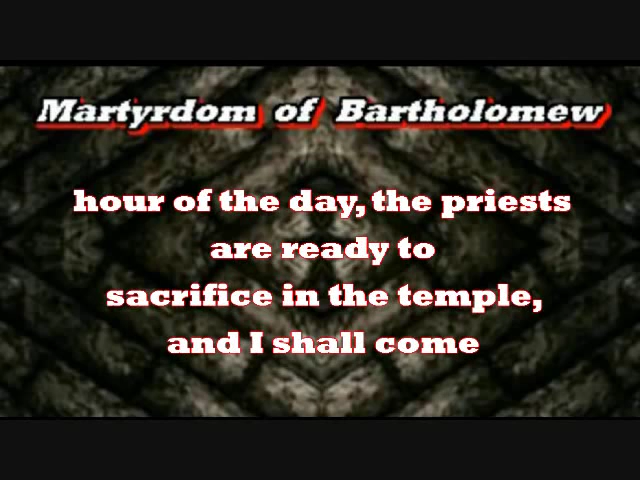 Martyrdom of Bartholomew
hour of the day, the priests
are ready to
sacrifice in the temple,
and I shall come